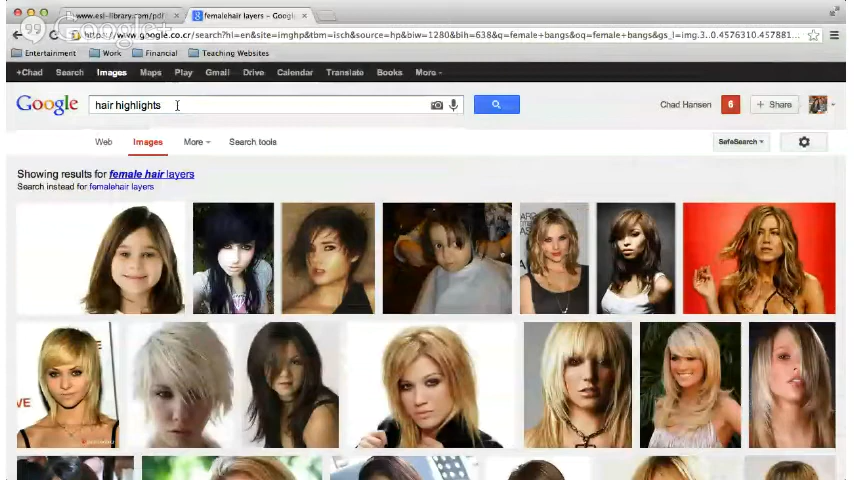 www.esl-library.com/pdf
femalehair layers - Googl
Google+
https://www.google.co.cr/search?hl=en&site=imghp&tbm=isch&source=hp&biw=1280&bih=638&q=female+bangs&oq=female+bangs&gs_l=img.3..0.4576310.457881...
Entertainment Work Financial Teaching Websites
+Chad Search Images Maps Play Gmail Drive Calendar Translate Books More
Google hair highlights Chad Hansen 6 + Share
Web Images More Search tools SafeSearch
Showing results for female hair layers
Search instead for femalehair layers